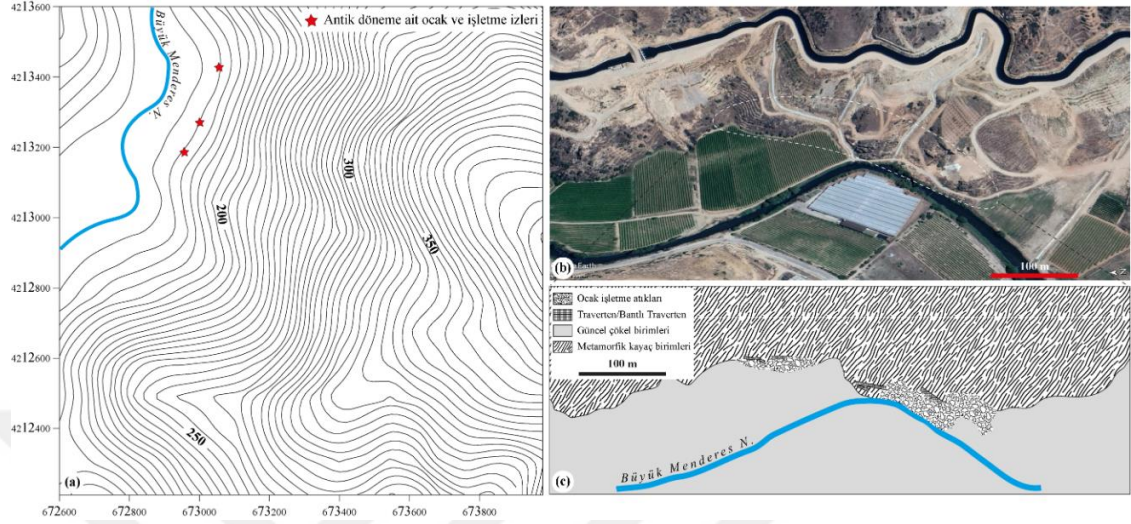 4213600
4213400
4213200
4213000
4212800
4212600
4212400
672600
672800
673000
673200
673400
673600
673800
Antik döneme ait ocak ve işletme izleri
Büyük Menderes N.
200
300
350
250
(a)
(b)
100 m
Z
Ocak işletme atıkları
Traverten/Bantlı Traverten
Güncel çökel birimleri
Metamorfik kayaç birimleri
100 m
Büyük Menderes N.
(c)